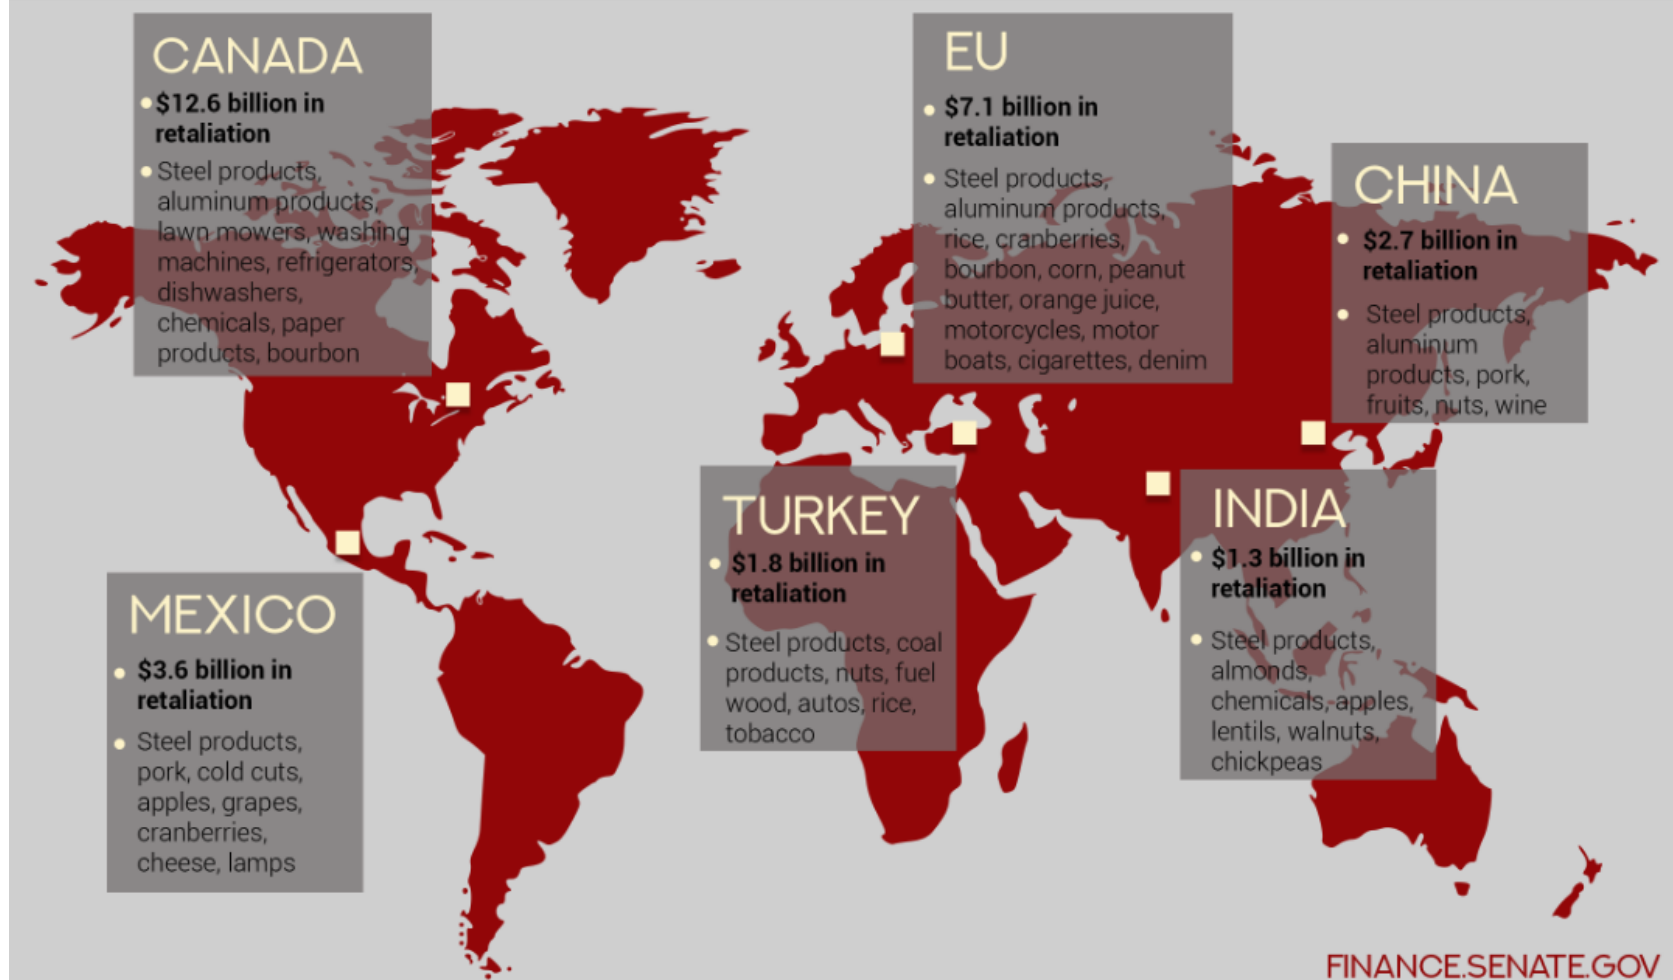 CANADA
$12.6 billion in
retaliation
Steel products,
aluminum products,
lawn mowers, washing
machines, refrigerators,
dishwashers,
chemicals, paper
products, bourbon
EU
$7.1 billion in
retaliation
Steel products,
aluminum products,
rice, cranberries,
bourbon, corn, peanut
butter, orange juice,
motorcycles, motor
boats, cigarettes, denim
CHINA
$2.7 billion in
retaliation
Steel products,
aluminum
products, pork,
fruits, nuts, wine
TURKEY
$1.8 billion in
retaliation
Steel products, coal
products, nuts, fuel
wood, autos, rice,
tobacco
INDIA
$1.3 billion in
retaliation
Steel products,
almonds,
chemicals, apples,
lentils, walnuts,
chickpeas
MEXICO
$3.6 billion in
retaliation
Steel products,
pork, cold cuts,
apples, grapes,
cranberries,
cheese, lamps
FINANCE.SENATE.GOV